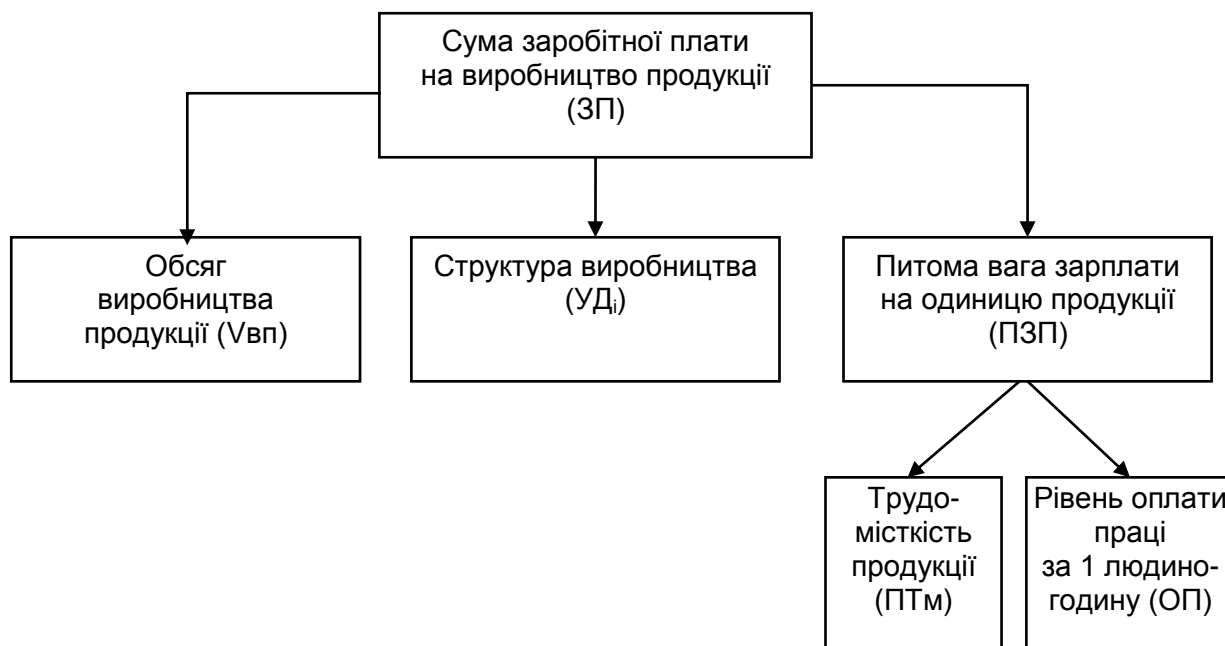 Сума заробітної плати
на виробництво продукції
(ЗП)
Обсяг
виробництва
продукції (Vвп)
Структура виробництва
(УДᵢ)
Питома вага зарплати
на одиницю продукції
(ПЗП)
Трудо-
місткість
продукції
(ПТм)
Рівень оплати
праці
за 1 людино-
годину (ОП)